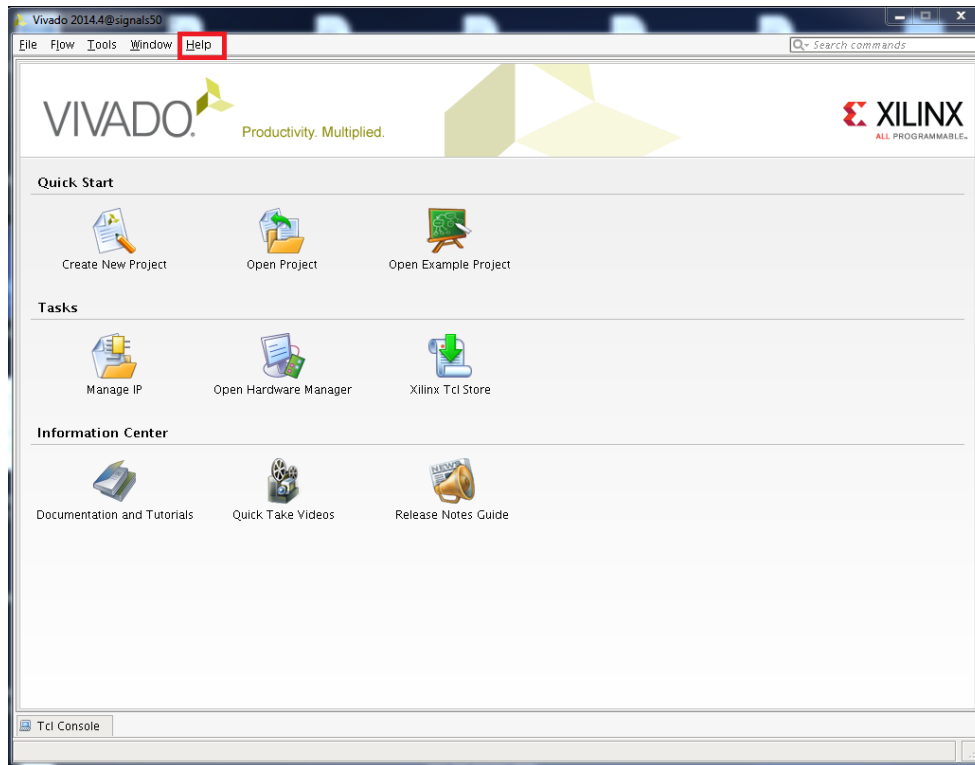 Vivado 2014.4@signals50
File Flow Tools Window Help
Search commands
VIVADO. Productivity. Multiplied.
XILINX
ALL PROGRAMMABLE
Quick Start
Create New Project Open Project Open Example Project
Tasks
Manage IP Open Hardware Manager Xilinx Tcl Store
Information Center
NEWS
Documentation and Tutorials Quick Take Videos Release Notes Guide
Tcl Console